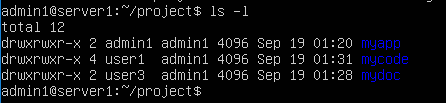 admin1@server1:~/project$ ls -l
total 12
drwxrwxr-x 2 admin1 admin1 4096 Sep 19 01:20 myapp
drwxrwxr-x 4 user1  admin1 4096 Sep 19 01:31 mycode
drwxrwxr-x 2 user3  admin1 4096 Sep 19 01:28 mydoc
admin1@server1:~/project$